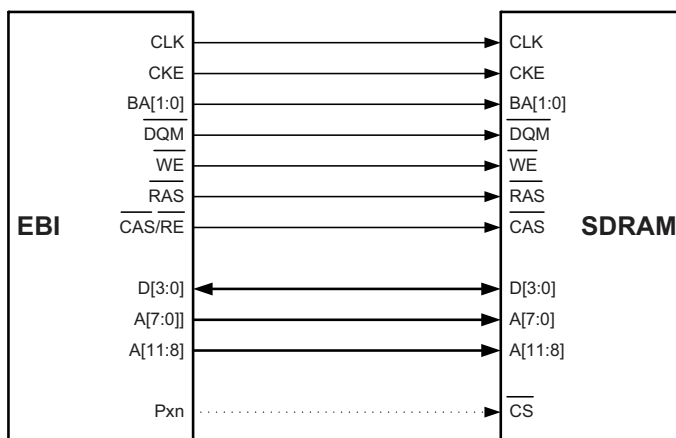 CLK CLK
CKE CKE
BA[1:0] BA[1:0]
DQM DQM
WE WE
RAS RAS
EBI CAS/RE CAS SDRAM
D[3:0] D[3:0]
A[7:0]] A[7:0]
A[11:8] A[11:8]
Pxn CS